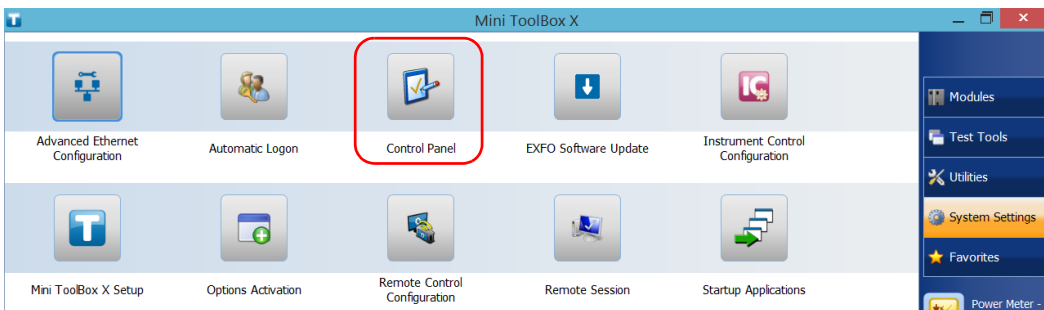 Mini ToolBox X
Advanced Ethernet
Configuration
Automatic Logon
Control Panel
EXFO Software Update
IC
Instrument Control
Configuration
T
Mini ToolBox X Setup
Options Activation
Remote Control
Configuration
Remote Session
Startup Applications
Modules
Test Tools
Utilities
System Settings
Favorites
Power Meter -